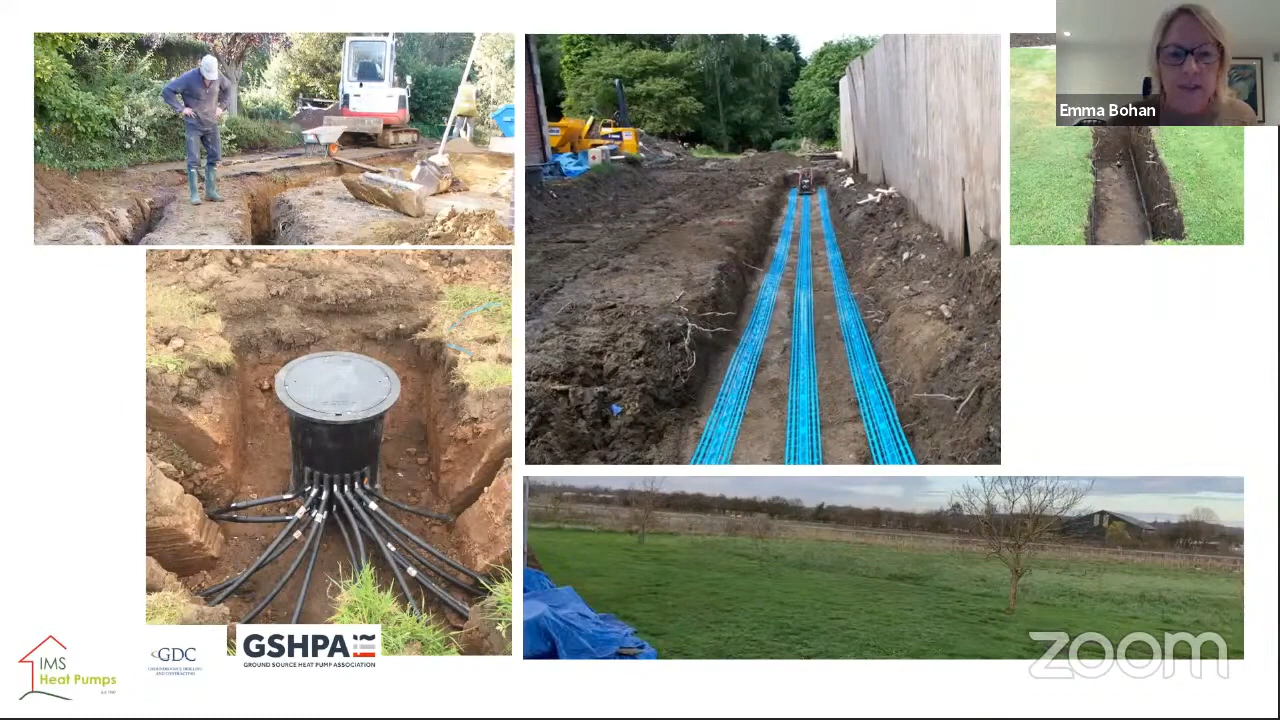 Emma Bohan
IMS
Heat Pumps
GDC
GSHPA
GROUND SOURCE HEAT PUMP ASSOCIATION
zoom